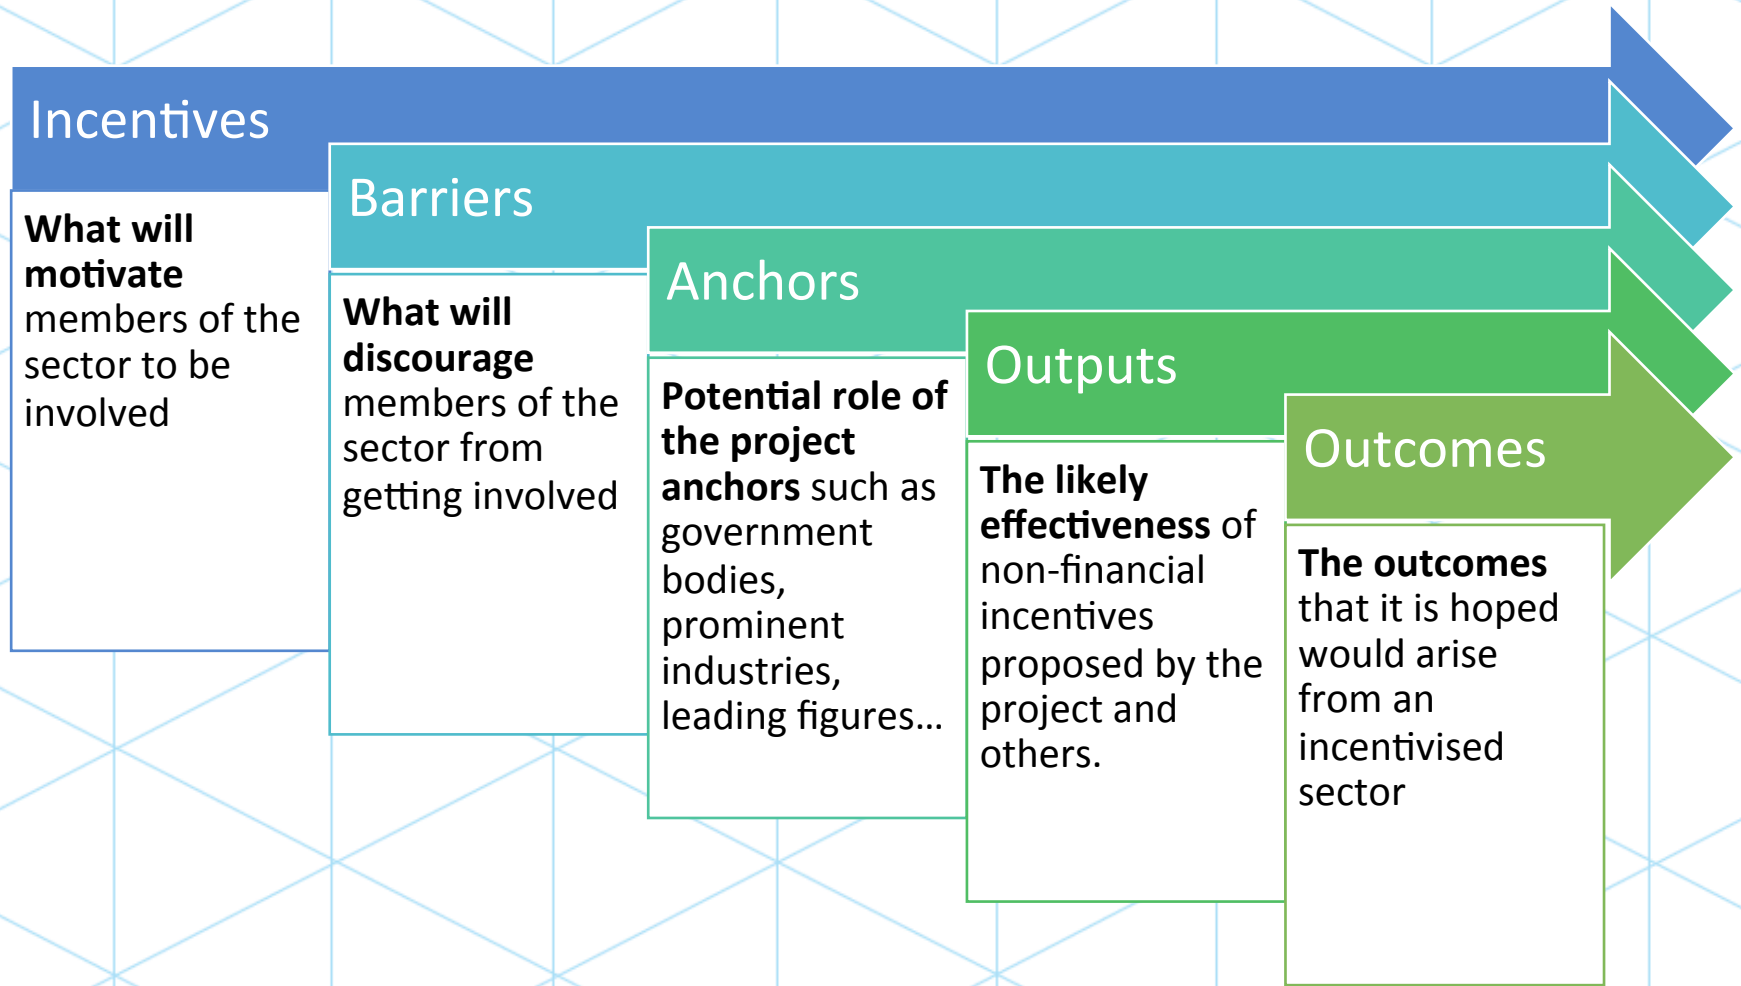 Incentives
What will
motivate
members of the
sector to be
involved
Barriers
What will
discourage
members of the
sector from
getting involved
Anchors
Potential role of
the project
anchors such as
government
bodies,
prominent
industries,
leading figures…
Outputs
The likely
effectiveness of
non-financial
incentives
proposed by the
project and
others.
Outcomes
The outcomes
that it is hoped
would arise
from an
incentivised
sector